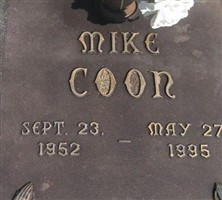 MIKE
COON
SEPT. 23, — MAY 27
1952 1995